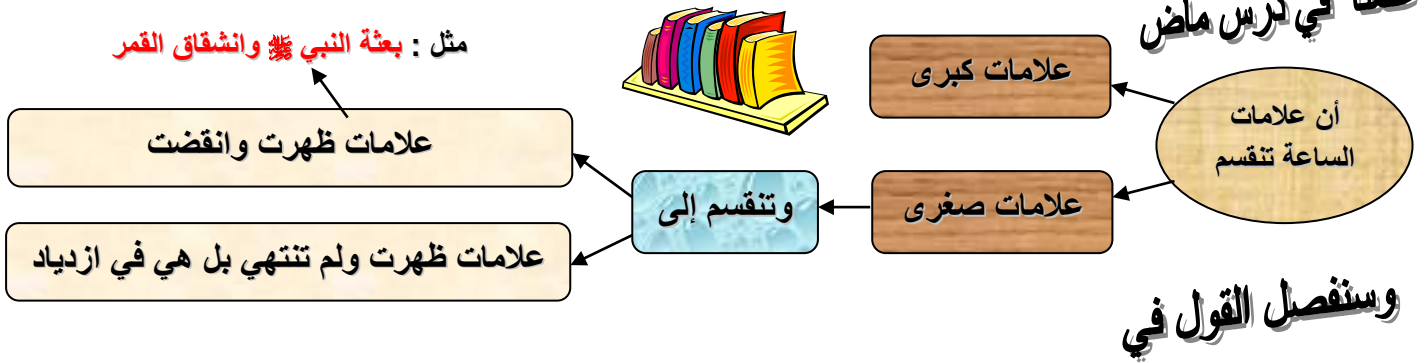 في درس ماض
أن علامات
الساعة تنقسم
علامات كبرى
علامات صغرى
وتنقسم إلى
علامات ظهرت وانقضت
مثل : بعثة النبي ﷺ وانشقاق القمر
علامات ظهرت ولم تنتهي بل هي في ازدياد
وسنفصل القول في